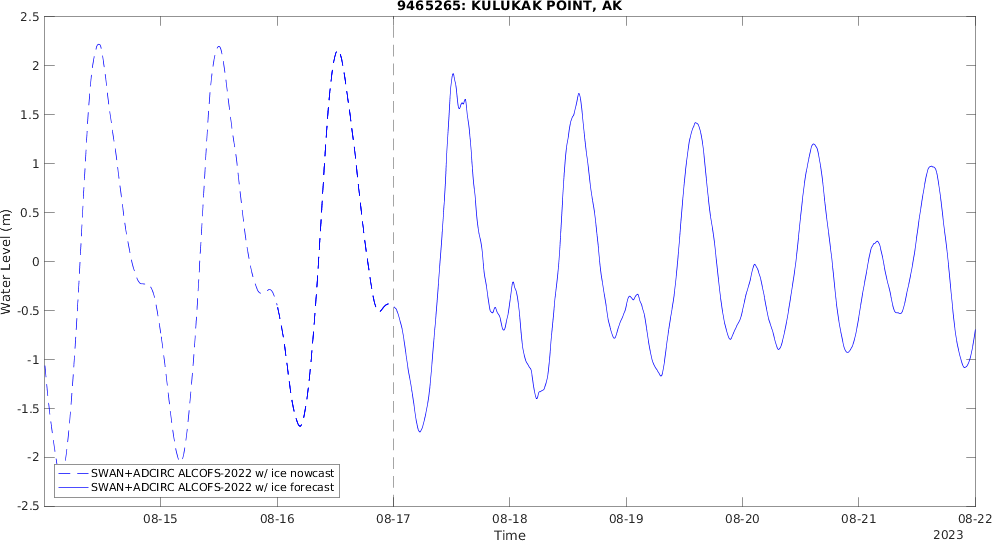 9465265: KULUKAK POINT, AK
2.5
2
1.5
1
0.5
0
-0.5
-1
-1.5
-2
-2.5
Water Level (m)
SWAN+ADCIRC ALCOFS-2022 w/ ice nowcast
SWAN+ADCIRC ALCOFS-2022 w/ ice forecast
08-15 08-16 08-17 08-18 08-19 08-20 08-21 08-22
Time
2023